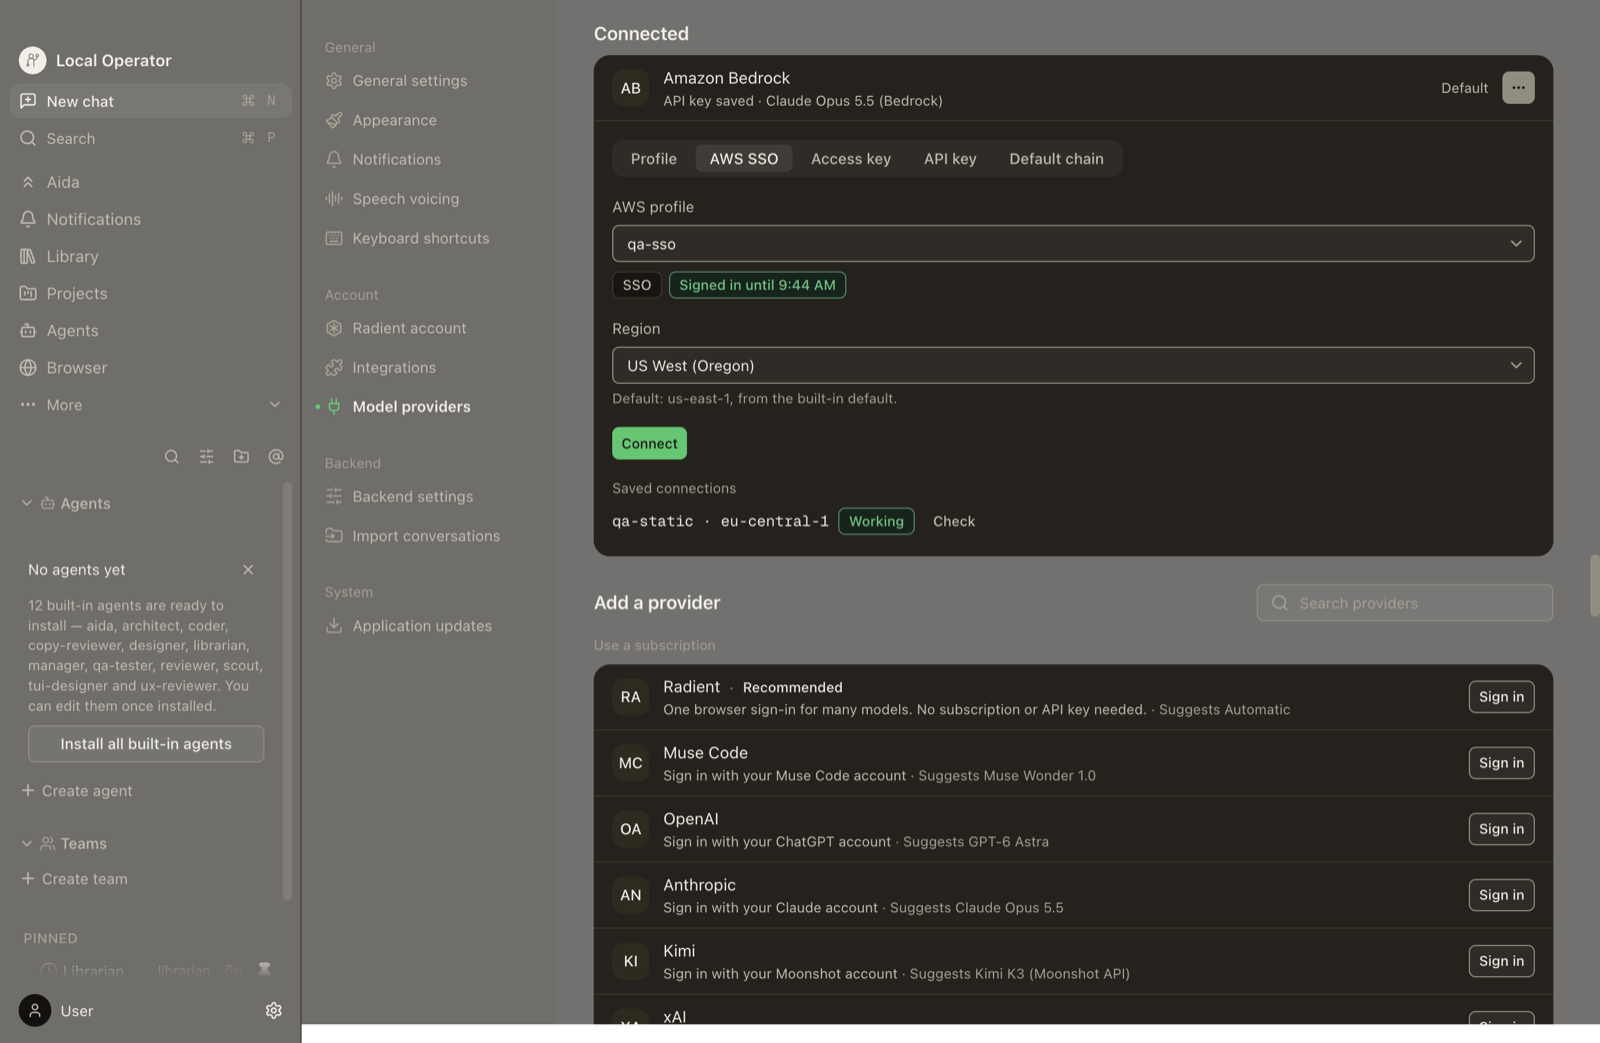 Local Operator
New chat ⌘ N
Search ⌘ P
Aida
Notifications
Library
Projects
Agents
Browser
More
Agents
No agents yet
12 built-in agents are ready to
install — aida, architect, coder,
copy-reviewer, designer, librarian,
manager, qa-tester, reviewer, scout,
tui-designer and ux-reviewer. You
can edit them once installed.
Install all built-in agents
Create agent
Teams
Create team
PINNED
Librarian · librarian 6m
User
General
General settings
Appearance
Notifications
Speech voicing
Keyboard shortcuts
Account
Radient account
Integrations
Model providers
Backend
Backend settings
Import conversations
System
Application updates
Connected
AB
Amazon Bedrock
API key saved · Claude Opus 5.5 (Bedrock)
Default
Profile
AWS SSO
Access key
API key
Default chain
AWS profile
qa-sso
SSO
Signed in until 9:44 AM
Region
US West (Oregon)
Default: us-east-1, from the built-in default.
Connect
Saved connections
qa-static · eu-central-1 Working Check
Add a provider
Search providers
Use a subscription
RA
Radient · Recommended
One browser sign-in for many models. No subscription or API key needed. · Suggests Automatic
Sign in
MC
Muse Code
Sign in with your Muse Code account · Suggests Muse Wonder 1.0
Sign in
OA
OpenAI
Sign in with your ChatGPT account · Suggests GPT-6 Astra
Sign in
AN
Anthropic
Sign in with your Claude account · Suggests Claude Opus 5.5
Sign in
KI
Kimi
Sign in with your Moonshot account · Suggests Kimi K3 (Moonshot API)
Sign in
xAI